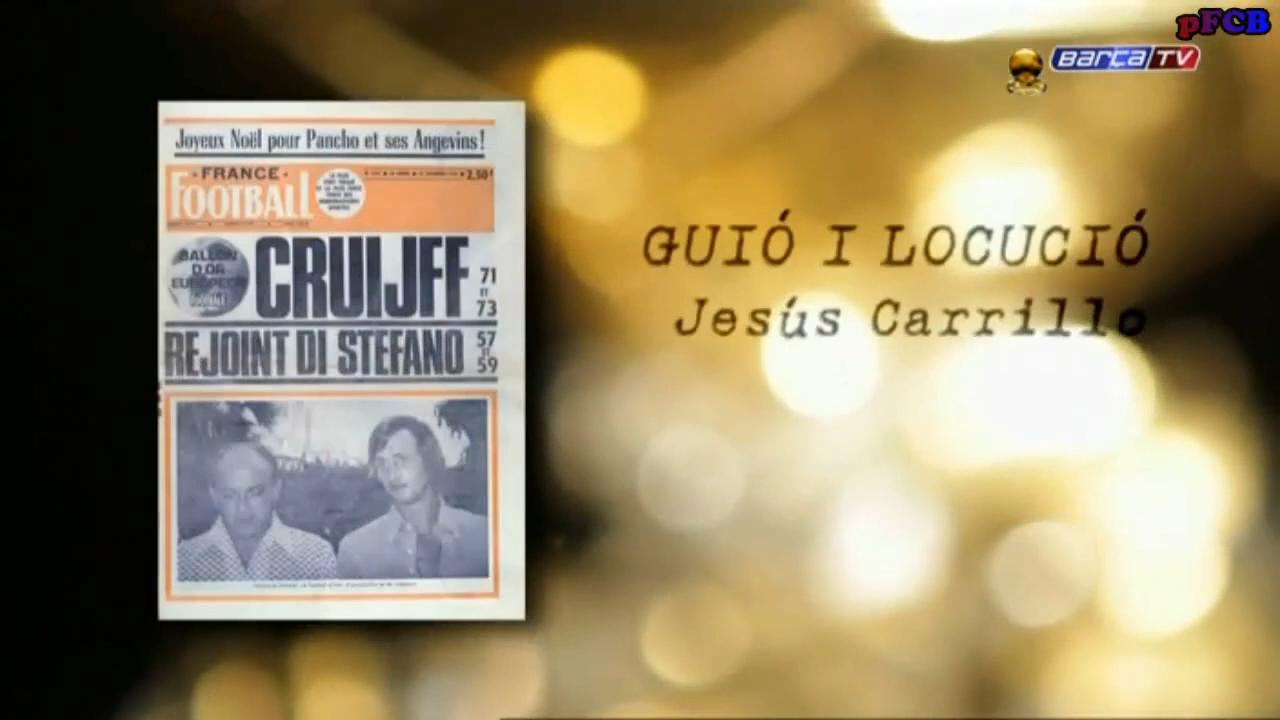 pFCB
Barça TV
Joyeux Noël pour Pancho et ses Angevins!
FRANCE
FOOTBALL
2,50
BALLON
D'OR
EUROPEEN
CRUIJFF
71
ET
73
REJOINT DI STEFANO
57
ET
59
GUIÓ I LOCUCIÓ
Jesús Carrillo